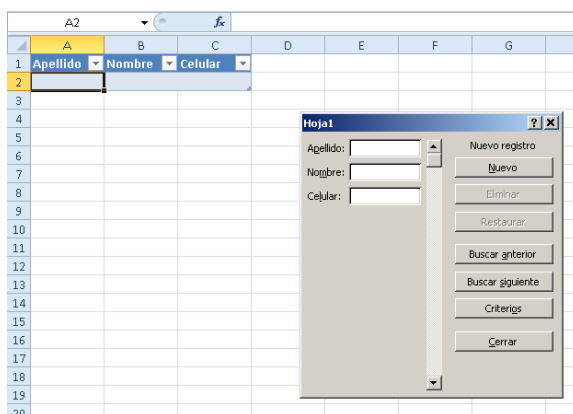 A2 fx
A B C D E F G
1 Apellido Nombre Celular
2
3
4
5
6
7
8
9
10
11
12
13
14
15
16
17
18
19
20
Hoja1 ? X
Apellido:
Nombre:
Celular:
Nuevo registro
Nuevo
Eliminar
Restaurar
Buscar anterior
Buscar siguiente
Criterios
Cerrar